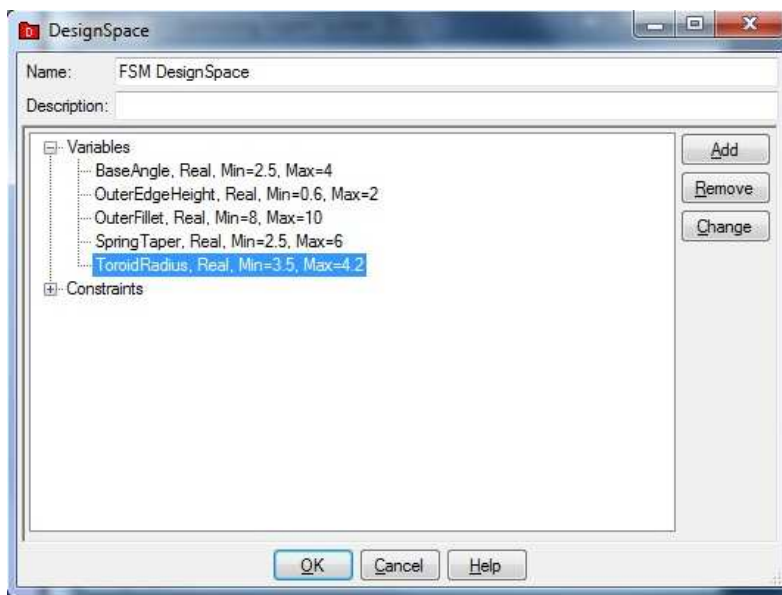 DesignSpace
Name: FSM DesignSpace
Description:
Variables
BaseAngle, Real, Min=2.5, Max=4
OuterEdgeHeight, Real, Min=0.6, Max=2
OuterFillet, Real, Min=8, Max=10
SpringTaper, Real, Min=2.5, Max=6
ToroidRadius, Real, Min=3.5, Max=4.2
Constraints
Add
Remove
Change
OK Cancel Help